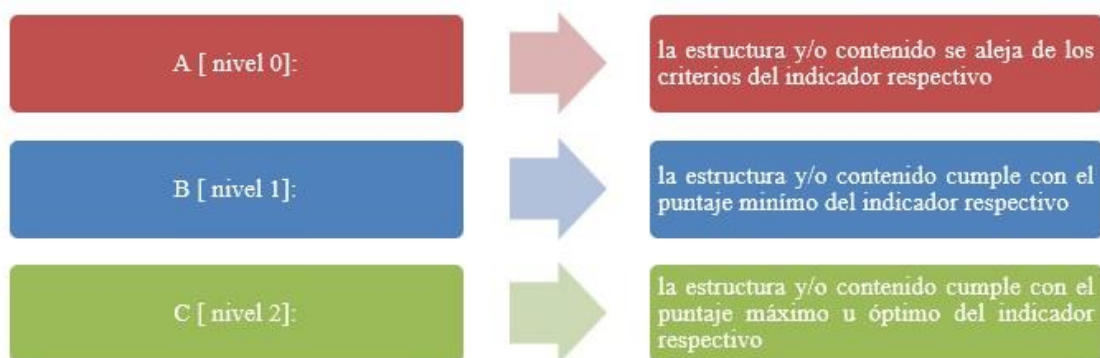 A [ nivel 0]:
la estructura y/o contenido se aleja de los
criterios del indicador respectivo
B [ nivel 1]:
la estructura y/o contenido cumple con el
puntaje minímo del indicador respectivo
C [ nivel 2]:
la estructura y/o contenido cumple con el
puntaje máximo u óptimo del indicador
respectivo